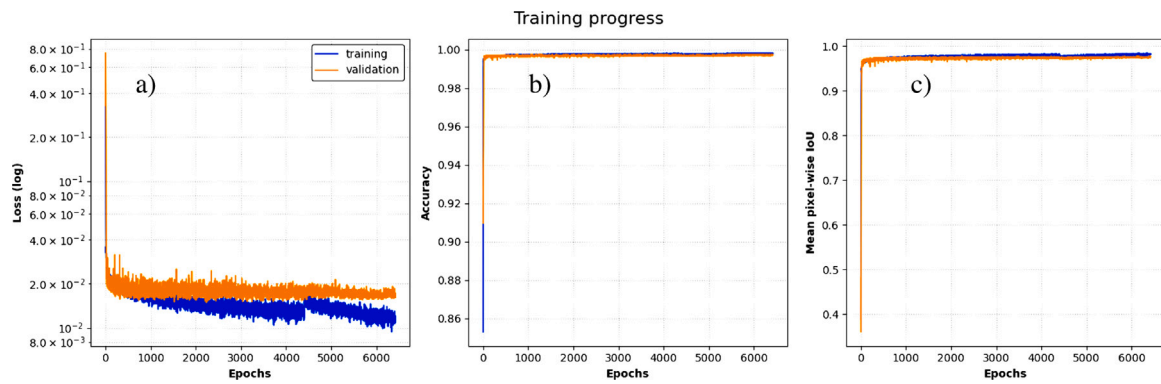 Training progress
a)
training
validation
8.0 × 10⁻¹
6.0 × 10⁻¹
4.0 × 10⁻¹
2.0 × 10⁻¹
10⁻¹
8.0 × 10⁻²
6.0 × 10⁻²
4.0 × 10⁻²
2.0 × 10⁻²
10⁻²
8.0 × 10⁻³
Loss (log)
0 1000 2000 3000 4000 5000 6000
Epochs
b)
1.00
0.98
0.96
0.94
0.92
0.90
0.88
0.86
Accuracy
0 1000 2000 3000 4000 5000 6000
Epochs
c)
1.0
0.9
0.8
0.7
0.6
0.5
0.4
Mean pixel-wise IoU
0 1000 2000 3000 4000 5000 6000
Epochs